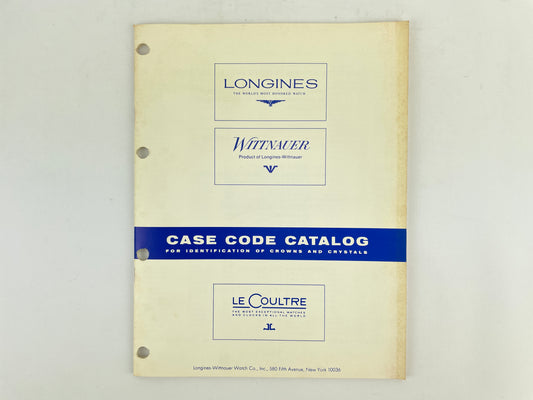 LONGINES
THE WORLD'S MOST HONORED WATCH
WITTNAUER
Product of Longines-Wittnauer
CASE CODE CATALOG
FOR IDENTIFICATION OF CROWNS AND CRYSTALS
LECOULTRE
THE MOST EXCEPTIONAL WATCHES
AND CLOCKS IN ALL THE WORLD
Longines-Wittnauer Watch Co., Inc., 580 Fifth Avenue, New York 10036